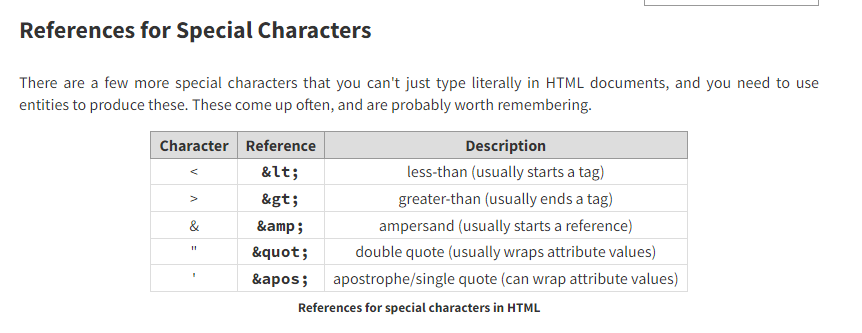 References for Special Characters
There are a few more special characters that you can't just type literally in HTML documents, and you need to use
entities to produce these. These come up often, and are probably worth remembering.
Character Reference Description
< &lt; less-than (usually starts a tag)
> &gt; greater-than (usually ends a tag)
& &amp; ampersand (usually starts a reference)
" &quot; double quote (usually wraps attribute values)
' &apos; apostrophe/single quote (can wrap attribute values)
References for special characters in HTML